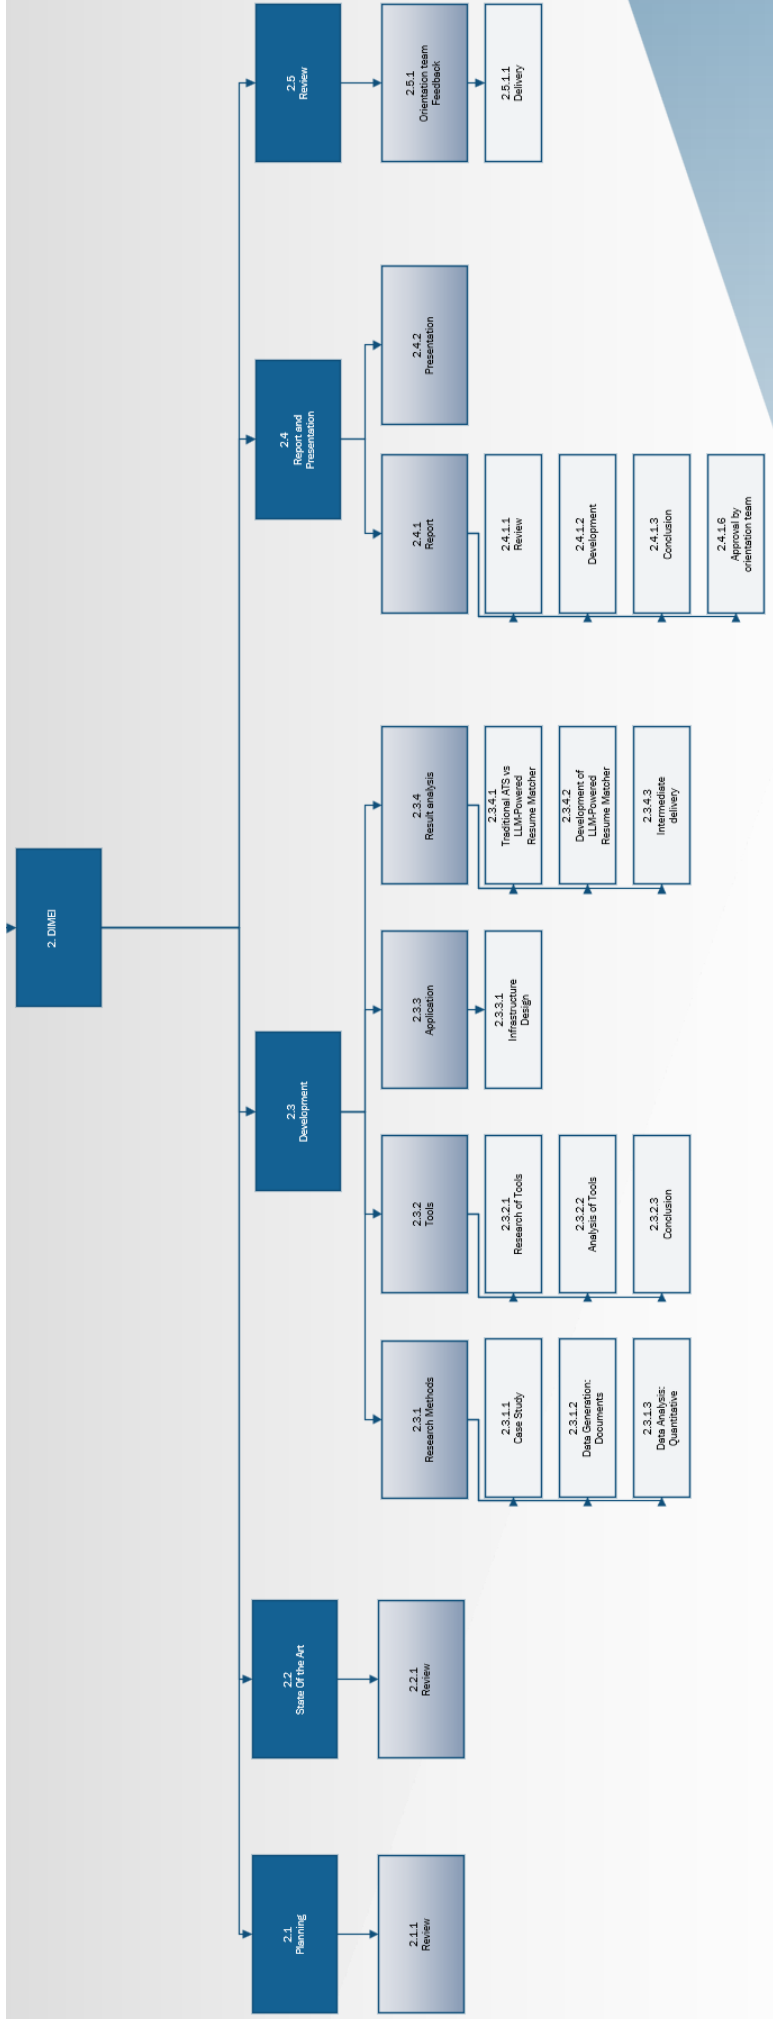 2. DIMEI
2.1
Planning
2.1.1
Review
2.2
State Of the Art
2.2.1
Review
2.3
Development
2.3.1
Research Methods
2.3.1.1
Case Study
2.3.1.2
Data Generation:
Documents
2.3.1.3
Data Analysis:
Quantitative
2.3.2
Tools
2.3.2.1
Research of Tools
2.3.2.2
Analysis of Tools
2.3.2.3
Conclusion
2.3.3
Application
2.3.3.1
Infrastructure
Design
2.3.4
Result analysis
2.3.4.1
Traditional ATS vs
LLM-Powered
Resume Matcher
2.3.4.2
Development of
LLM-Powered
Resume Matcher
2.3.4.3
Intermediate
delivery
2.4
Report and
Presentation
2.4.1
Report
2.4.1.1
Review
2.4.1.2
Development
2.4.1.3
Conclusion
2.4.1.6
Approval by
orientation team
2.4.2
Presentation
2.5
Review
2.5.1
Orientation team
Feedback
2.5.1.1
Delivery